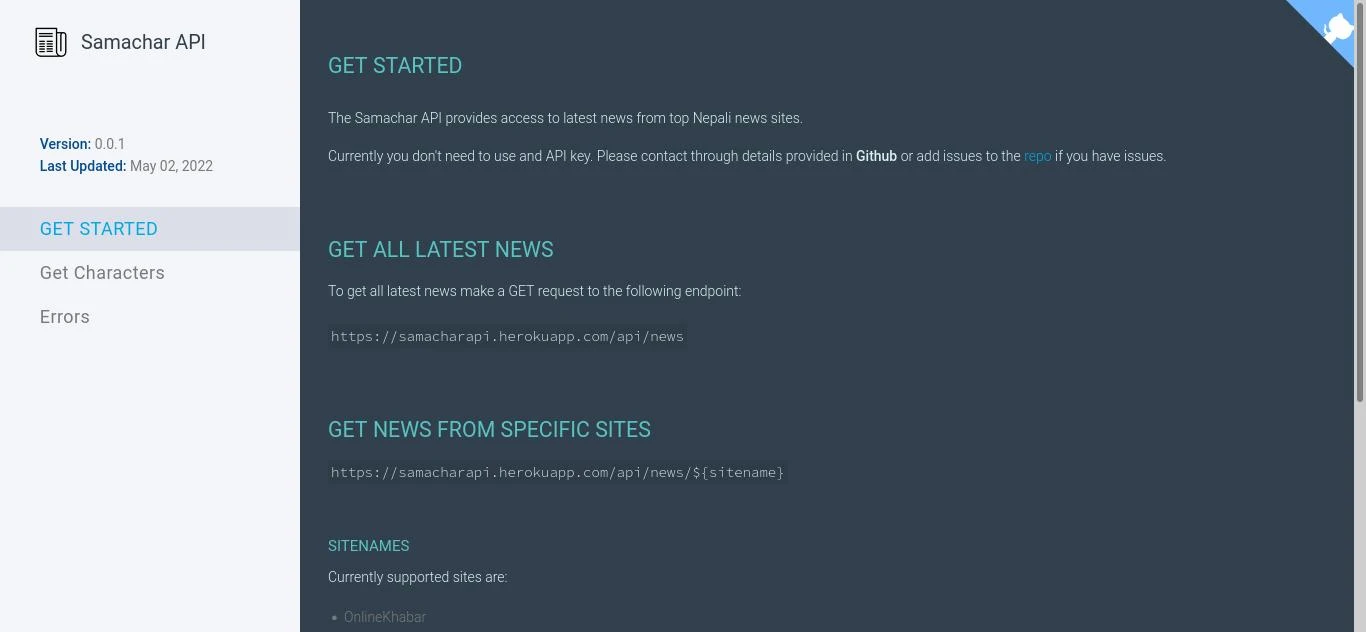 Samachar API
Version: 0.0.1
Last Updated: May 02, 2022
GET STARTED
Get Characters
Errors
GET STARTED
The Samachar API provides access to latest news from top Nepali news sites.
Currently you don't need to use and API key. Please contact through details provided in Github or add issues to the repo if you have issues.
GET ALL LATEST NEWS
To get all latest news make a GET request to the following endpoint:
https://samacharapi.herokuapp.com/api/news
GET NEWS FROM SPECIFIC SITES
https://samacharapi.herokuapp.com/api/news/${sitename}
SITENAMES
Currently supported sites are:
• OnlineKhabar